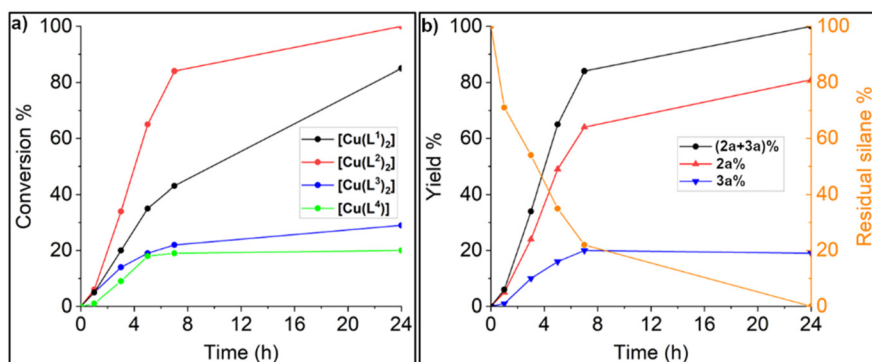 a)
Conversion %
100
80
60
40
20
0
0 4 8 12 16 20 24
Time (h)
[Cu(L¹)₂]
[Cu(L²)₂]
[Cu(L³)₂]
[Cu(L⁴)]
b)
Yield %
100
80
60
40
20
0
0 4 8 12 16 20 24
Time (h)
(2a+3a)%
2a%
3a%
100
80
60
40
20
0
Residual silane %